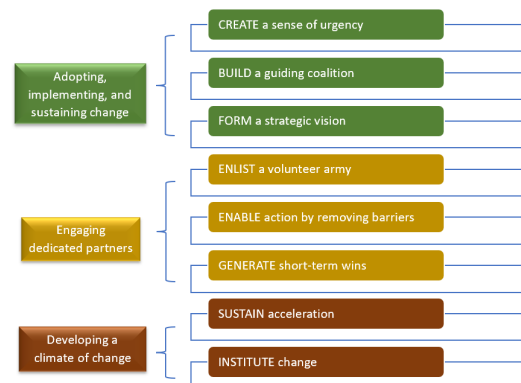 Adopting,
implementing, and
sustaining change
CREATE a sense of urgency
BUILD a guiding coalition
FORM a strategic vision
Engaging
dedicated partners
ENLIST a volunteer army
ENABLE action by removing barriers
GENERATE short-term wins
Developing a
climate of change
SUSTAIN acceleration
INSTITUTE change